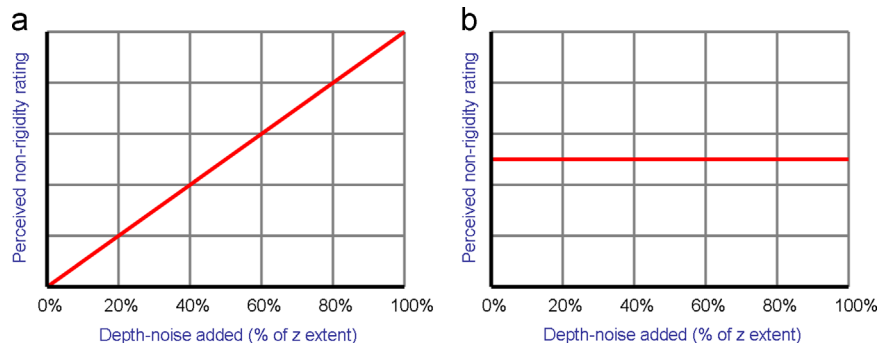 a
Perceived non-rigidity rating
0% 20% 40% 60% 80% 100%
Depth-noise added (% of z extent)
b
Perceived non-rigidity rating
0% 20% 40% 60% 80% 100%
Depth-noise added (% of z extent)